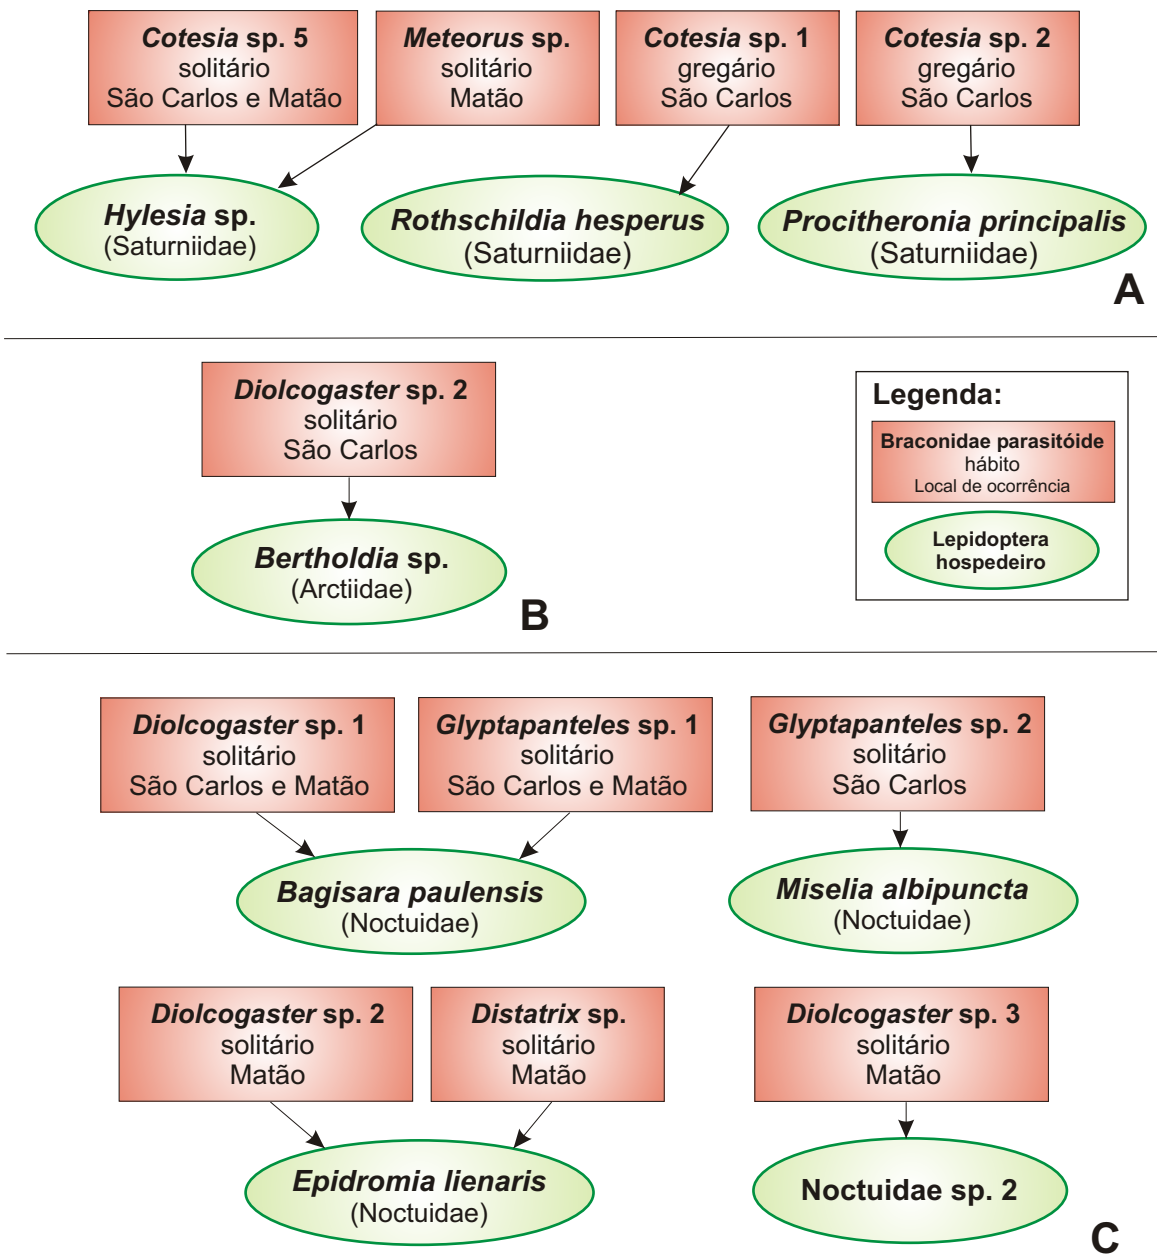 Cotesia sp. 5
solitário
São Carlos e Matão
Meteorus sp.
solitário
Matão
Cotesia sp. 1
gregário
São Carlos
Cotesia sp. 2
gregário
São Carlos
Hylesia sp.
(Saturniidae)
Rothschildia hesperus
(Saturniidae)
Procitheronia principalis
(Saturniidae)
A
Diolcogaster sp. 2
solitário
São Carlos
Bertholdia sp.
(Arctiidae)
B
Legenda:
Braconidae parasitóide
hábito
Local de ocorrência
Lepidoptera
hospedeiro
Diolcogaster sp. 1
solitário
São Carlos e Matão
Glyptapanteles sp. 1
solitário
São Carlos e Matão
Glyptapanteles sp. 2
solitário
São Carlos
Bagisara paulensis
(Noctuidae)
Miselia albipuncta
(Noctuidae)
Diolcogaster sp. 2
solitário
Matão
Distatrix sp.
solitário
Matão
Diolcogaster sp. 3
solitário
Matão
Epidromia lienaris
(Noctuidae)
Noctuidae sp. 2
C